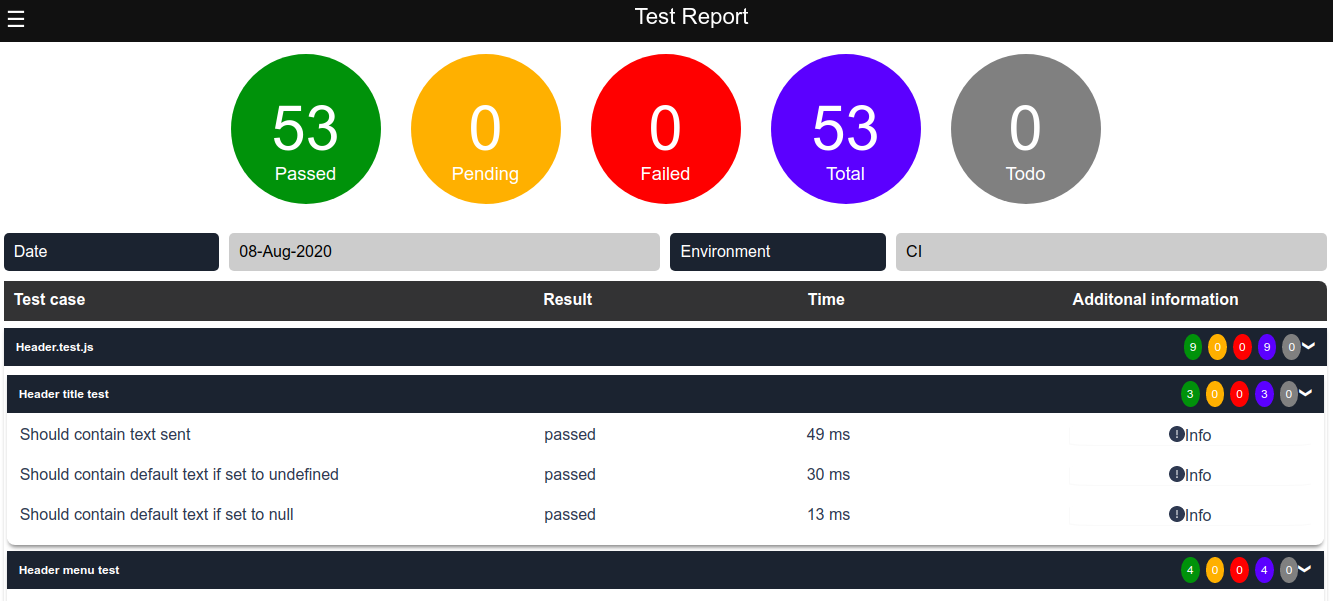 Test Report
53 0 0 53 0
Passed Pending Failed Total Todo
Date 08-Aug-2020 Environment CI
Test case Result Time Additonal information
Header.test.js 9 0 0 9 0
Header title test 3 0 0 3 0
Should contain text sent passed 49 ms Info
Should contain default text if set to undefined passed 30 ms Info
Should contain default text if set to null passed 13 ms Info
Header menu test 4 0 0 4 0